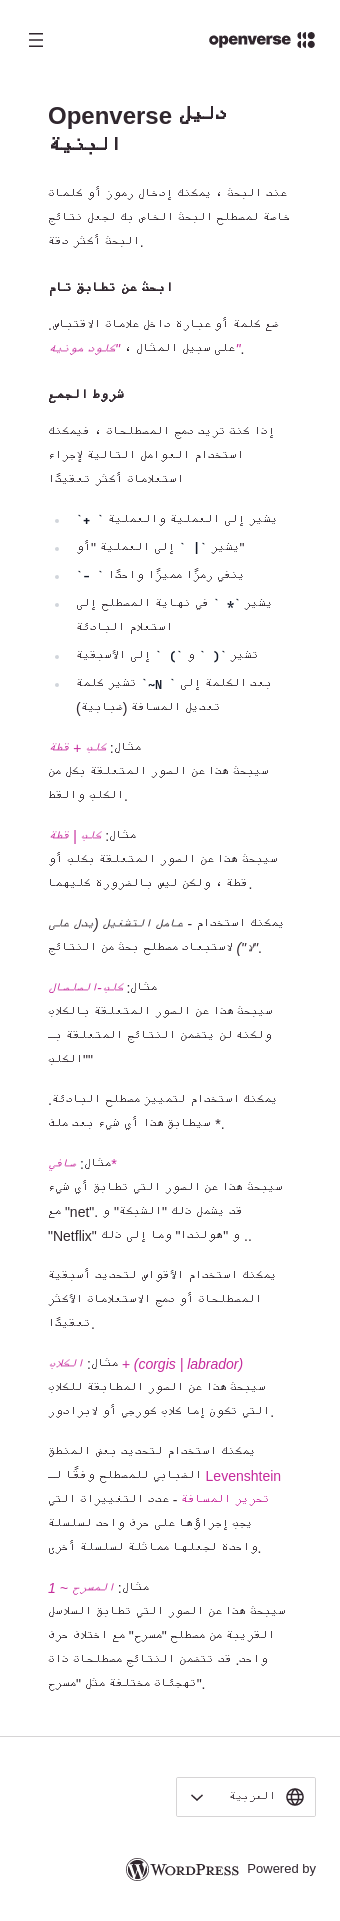 openverse
Openverse دليل
البنية
عند البحث ، يمكنك إدخال رموز أو كلمات
خاصة لمصطلح البحث الخاص بك لجعل نتائج
البحث أكثر دقة.
ابحث عن تطابق تام
ضع كلمة أو عبارة داخل علامات الاقتباس.
على سبيل المثال ، "كلود مونيه".
شروط الجمع
إذا كنت تريد دمج المصطلحات ، فيمكنك
استخدام العوامل التالية لإجراء
استعلامات أكثر تعقيدًا
يشير إلى العملية والعملية ` + `
يشير ` | ` إلى العملية "أو"
ينفي رمزًا مميزًا واحدًا ` - `
يشير ` * ` في نهاية المصطلح إلى
استعلام البادئة
تشير ` ( ` و ` ) ` إلى الأسبقية
بعد الكلمة إلى ` ~N ` تشير كلمة
تعديل المسافة (ضبابية)
مثال: كلب + قطة
سيبحث هذا عن الصور المتعلقة بكل من
الكلب والقط.
مثال: كلب | قطة
سيبحث هذا عن الصور المتعلقة بكلب أو
قطة ، ولكن ليس بالضرورة كليهما.
يمكنك استخدام - عامل التشغيل (يدل على
"لا") لاستبعاد مصطلح بحث من النتائج.
مثال: كلب-السلسال
سيبحث هذا عن الصور المتعلقة بالكلاب
ولكنه لن يتضمن النتائج المتعلقة بـ
"الكلب"
يمكنك استخدام لتمييز مصطلح البادئة.
* سيطابق هذا أي شيء بعد ملف.
مثال: صافي*
سيبحث هذا عن الصور التي تطابق أي شيء
مع "net". قد يشمل ذلك "الشبكة" و
"Netflix" و "هولندا" وما إلى ذلك ..
يمكنك استخدام الأقواس لتحديد أسبقية
المصطلحات أو دمج الاستعلامات الأكثر
تعقيدًا.
مثال: الكلاب + (corgis | labrador)
سيبحث هذا عن الصور المطابقة للكلاب
التي تكون إما كلاب كورجي أو لابرادور.
يمكنك استخدام لتحديد بعض المنطق
الضبابي للمصطلح وفقًا لـ Levenshtein
تحرير المسافة - عدد التغييرات التي
يجب إجراؤها على حرف واحد لسلسلة
واحدة لجعلها مماثلة لسلسلة أخرى.
مثال: المسرح ~ 1
سيبحث هذا عن الصور التي تطابق السلاسل
القريبة من مصطلح "مسرح" مع اختلاف حرف
واحد. قد تتضمن النتائج مصطلحات ذات
تهجئات مختلفة مثل "مسرح".
العربية
Powered by WORDPRESS